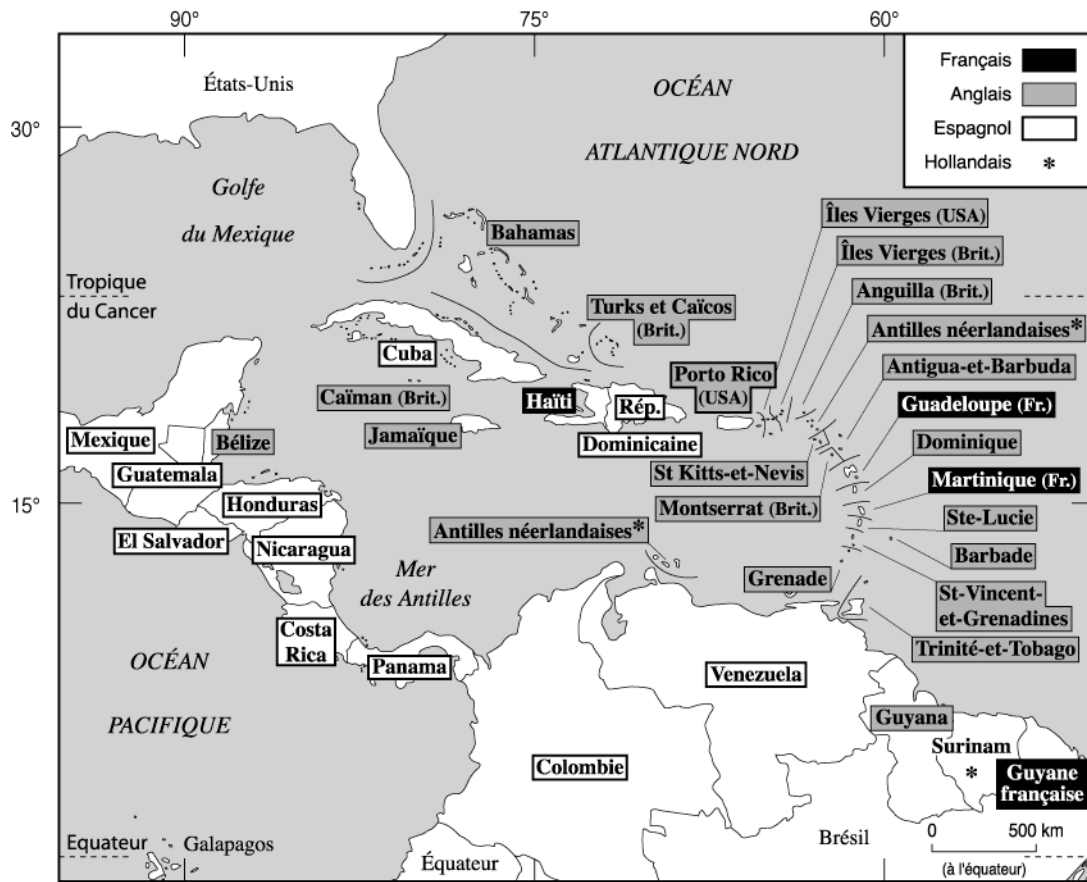 90°
75°
60°
30°
15°
Français
Anglais
Espagnol
Hollandais *
États-Unis
OCÉAN
ATLANTIQUE NORD
Golfe
du Mexique
Tropique
du Cancer
Bahamas
Îles Vierges (USA)
Îles Vierges (Brit.)
Anguilla (Brit.)
Antilles néerlandaises*
Antigua-et-Barbuda
Guadeloupe (Fr.)
Dominique
Martinique (Fr.)
Ste-Lucie
Barbade
St-Vincent-
et-Grenadines
Trinité-et-Tobago
Turks et Caïcos
(Brit.)
Cuba
Caïman (Brit.)
Jamaïque
Haïti
Rép.
Dominicaine
Porto Rico
(USA)
St Kitts-et-Nevis
Montserrat (Brit.)
Antilles néerlandaises*
Grenade
Mexique
Bélize
Guatemala
Honduras
El Salvador
Nicaragua
Mer
des Antilles
Costa
Rica
Panama
OCÉAN
PACIFIQUE
Venezuela
Colombie
Guyana
Surinam
*
Guyane
française
Brésil
Équateur
Equateur
Galapagos
0 500 km
(à l'équateur)